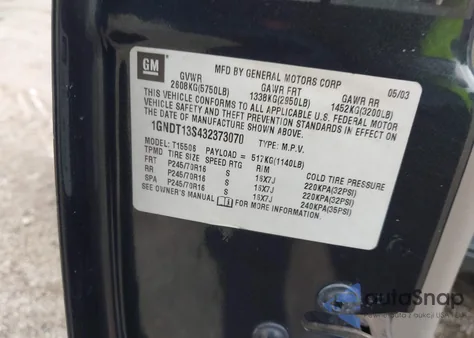 GM
MFD BY GENERAL MOTORS CORP
05/03
GVWR GAWR FRT GAWR RR
2608KG(5750LB) 1338KG(2950LB) 1452KG(3200LB)
THIS VEHICLE CONFORMS TO ALL APPLICABLE U.S. FEDERAL MOTOR
VEHICLE SAFETY AND THEFT PREVENTION STANDARDS IN EFFECT ON
THE DATE OF MANUFACTURE SHOWN ABOVE.
1GNDT13S432373070 TYPE: M.P.V.
MODEL: T15506 PAYLOAD = 517KG(1140LB)
TPMD TIRE SIZE SPEED RTG RIM COLD TIRE PRESSURE
FRT P245/70R16 S 16X7J 220KPA(32PSI)
RR P245/70R16 S 16X7J 220KPA(32PSI)
SPA P245/70R16 S 16X7J 240KPA(35PSI)
SEE OWNER'S MANUAL FOR MORE INFORMATION.
autoSnap